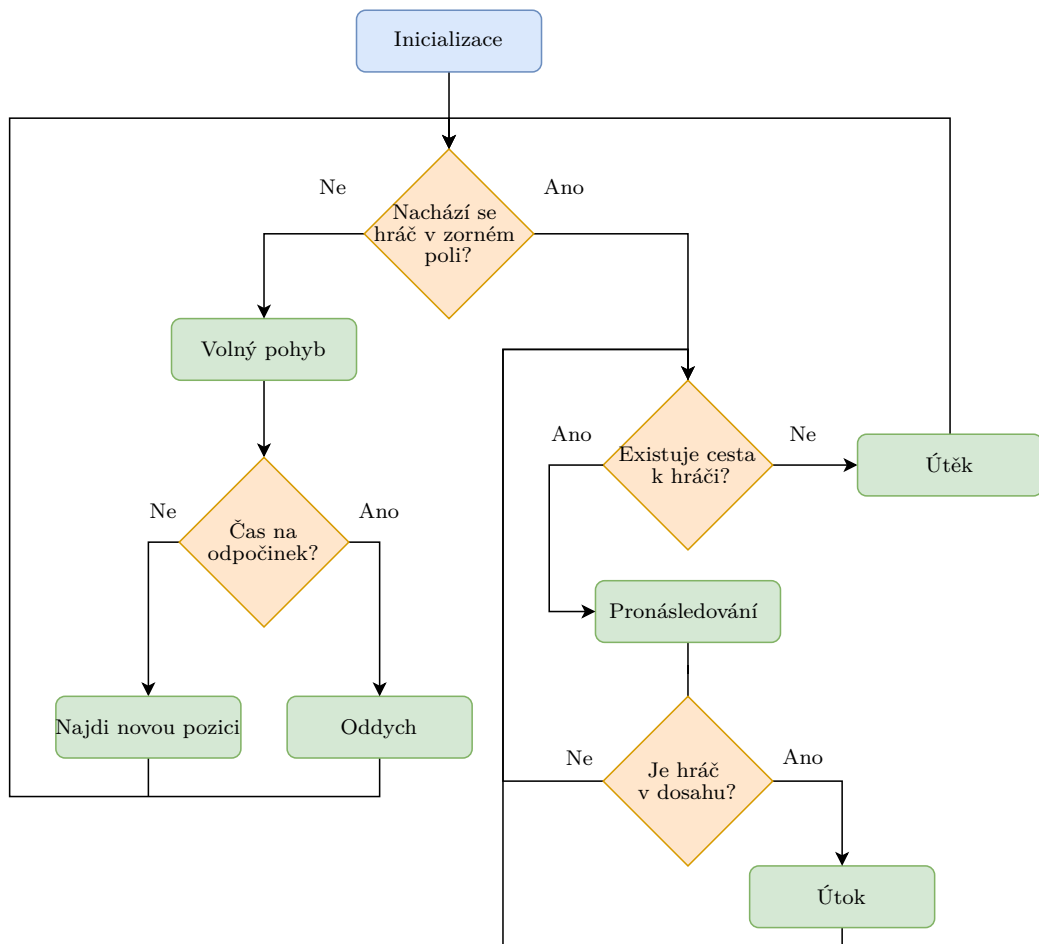 Inicializace
Ne
Ano
Nachází se
hráč v zorném
poli?
Volný pohyb
Ano
Existuje cesta
k hráči?
Ne
Útěk
Ne
Čas na
odpočinek?
Ano
Pronásledování
Najdi novou pozici
Oddych
Ne
Je hráč
v dosahu?
Ano
Útok